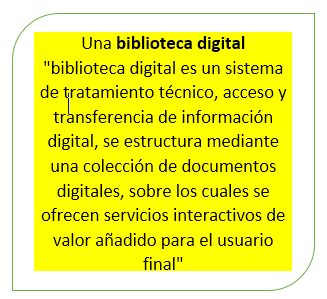 Una biblioteca digital
"biblioteca digital es un sistema
de tratamiento técnico, acceso y
transferencia de información
digital, se estructura mediante
una colección de documentos
digitales, sobre los cuales se
ofrecen servicios interactivos de
valor añadido para el usuario
final"